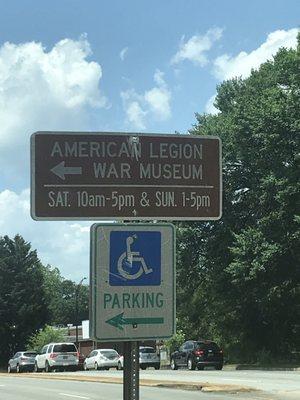 AMERICAN LEGION
WAR MUSEUM
SAT. 10am-5pm & SUN. 1-5pm
PARKING